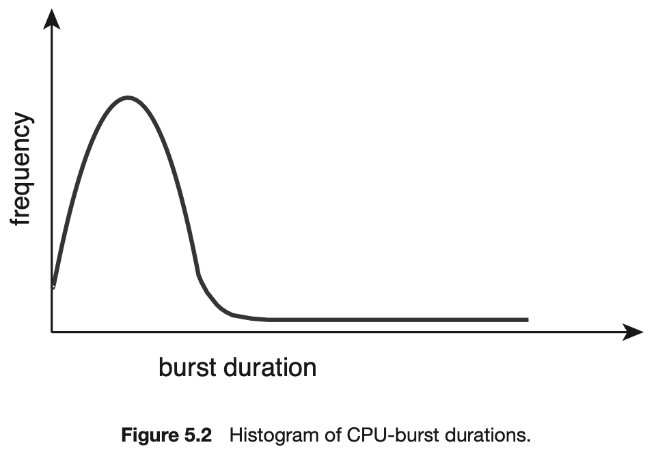 frequency
burst duration
Figure 5.2 Histogram of CPU-burst durations.